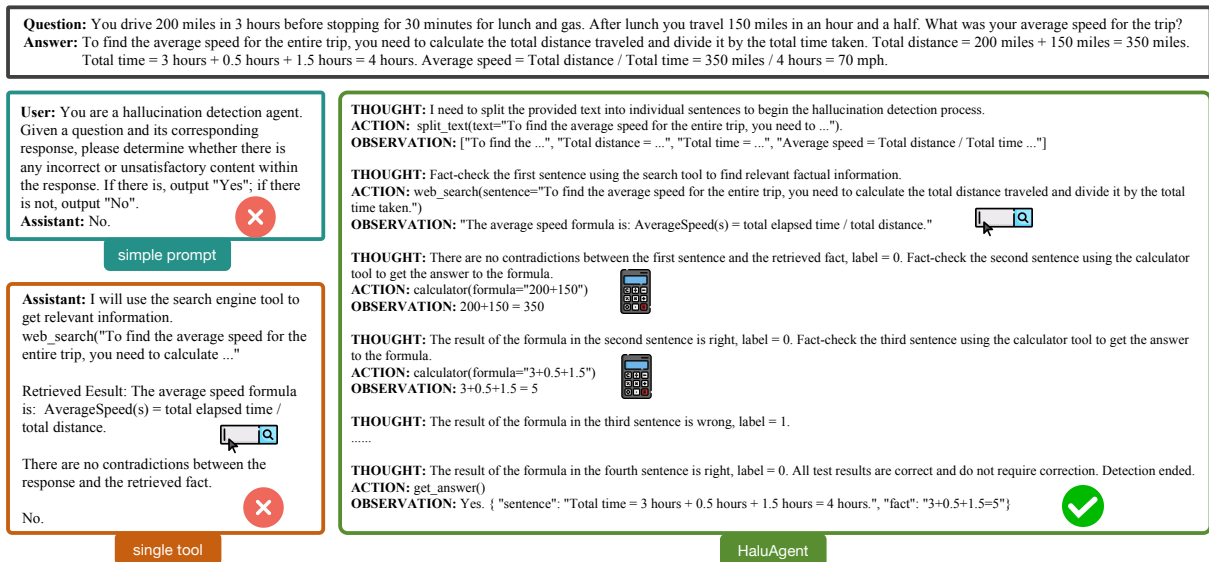 Question: You drive 200 miles in 3 hours before stopping for 30 minutes for lunch and gas. After lunch you travel 150 miles in an hour and a half. What was your average speed for the trip?
Answer: To find the average speed for the entire trip, you need to calculate the total distance traveled and divide it by the total time taken. Total distance = 200 miles + 150 miles = 350 miles.
Total time = 3 hours + 0.5 hours + 1.5 hours = 4 hours. Average speed = Total distance / Total time = 350 miles / 4 hours = 70 mph.
User: You are a hallucination detection agent.
Given a question and its corresponding
response, please determine whether there is
any incorrect or unsatisfactory content within
the response. If there is, output "Yes"; if there
is not, output "No".
Assistant: No.
simple prompt
Assistant: I will use the search engine tool to
get relevant information.
web_search("To find the average speed for the
entire trip, you need to calculate ..."
Retrieved Eesult: The average speed formula
is: AverageSpeed(s) = total elapsed time /
total distance.
There are no contradictions between the
response and the retrieved fact.
No.
single tool
THOUGHT: I need to split the provided text into individual sentences to begin the hallucination detection process.
ACTION: split_text(text="To find the average speed for the entire trip, you need to ...").
OBSERVATION: ["To find the ...", "Total distance = ...", "Total time = ...", "Average speed = Total distance / Total time ..."]
THOUGHT: Fact-check the first sentence using the search tool to find relevant factual information.
ACTION: web_search(sentence="To find the average speed for the entire trip, you need to calculate the total distance traveled and divide it by the total
time taken.")
OBSERVATION: "The average speed formula is: AverageSpeed(s) = total elapsed time / total distance."
THOUGHT: There are no contradictions between the first sentence and the retrieved fact, label = 0. Fact-check the second sentence using the calculator
tool to get the answer to the formula.
ACTION: calculator(formula="200+150")
OBSERVATION: 200+150 = 350
THOUGHT: The result of the formula in the second sentence is right, label = 0. Fact-check the third sentence using the calculator tool to get the answer
to the formula.
ACTION: calculator(formula="3+0.5+1.5")
OBSERVATION: 3+0.5+1.5 = 5
THOUGHT: The result of the formula in the third sentence is wrong, label = 1.
......
THOUGHT: The result of the formula in the fourth sentence is right, label = 0. All test results are correct and do not require correction. Detection ended.
ACTION: get_answer()
OBSERVATION: Yes. { "sentence": "Total time = 3 hours + 0.5 hours + 1.5 hours = 4 hours.", "fact": "3+0.5+1.5=5"}
HaluAgent